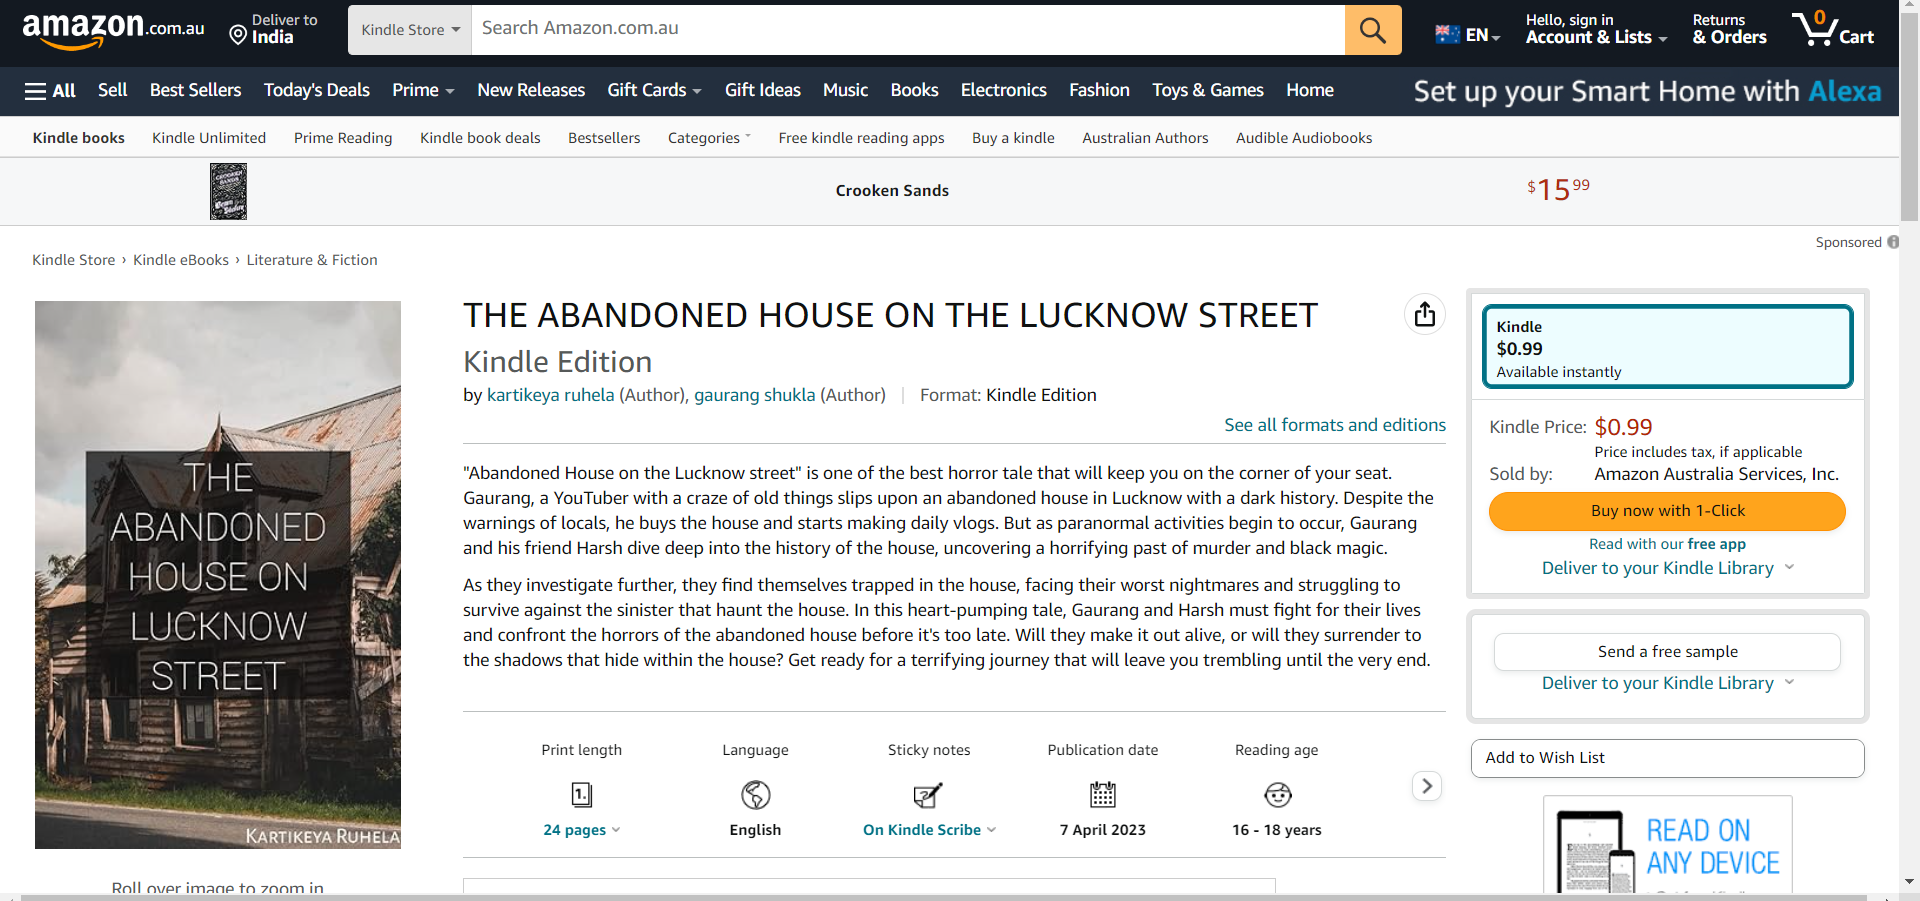 amazon.com.au
Deliver to
India
Kindle Store
Search Amazon.com.au
EN
Hello, sign in
Account & Lists
Returns
& Orders
0
Cart
All Sell Best Sellers Today's Deals Prime New Releases Gift Cards Gift Ideas Music Books Electronics Fashion Toys & Games Home
Set up your Smart Home with Alexa
Kindle books Kindle Unlimited Prime Reading Kindle book deals Bestsellers Categories Free kindle reading apps Buy a kindle Australian Authors Audible Audiobooks
CROOKEN
SANDS
Crooken Sands
$15 99
Sponsored
Kindle Store › Kindle eBooks › Literature & Fiction
THE
ABANDONED
HOUSE ON
LUCKNOW
STREET
KARTIKEYA RUHELA
Roll over image to zoom in
THE ABANDONED HOUSE ON THE LUCKNOW STREET
Kindle Edition
by kartikeya ruhela (Author), gaurang shukla (Author) | Format: Kindle Edition
See all formats and editions
"Abandoned House on the Lucknow street" is one of the best horror tale that will keep you on the corner of your seat.
Gaurang, a YouTuber with a craze of old things slips upon an abandoned house in Lucknow with a dark history. Despite the
warnings of locals, he buys the house and starts making daily vlogs. But as paranormal activities begin to occur, Gaurang
and his friend Harsh dive deep into the history of the house, uncovering a horrifying past of murder and black magic.
As they investigate further, they find themselves trapped in the house, facing their worst nightmares and struggling to
survive against the sinister that haunt the house. In this heart-pumping tale, Gaurang and Harsh must fight for their lives
and confront the horrors of the abandoned house before it's too late. Will they make it out alive, or will they surrender to
the shadows that hide within the house? Get ready for a terrifying journey that will leave you trembling until the very end.
Print length
1.
24 pages
Language
English
Sticky notes
On Kindle Scribe
Publication date
7 April 2023
Reading age
16 - 18 years
Kindle
$0.99
Available instantly
Kindle Price: $0.99
Price includes tax, if applicable
Sold by: Amazon Australia Services, Inc.
Buy now with 1-Click
Read with our free app
Deliver to your Kindle Library
Send a free sample
Deliver to your Kindle Library
Add to Wish List
READ ON
ANY DEVICE